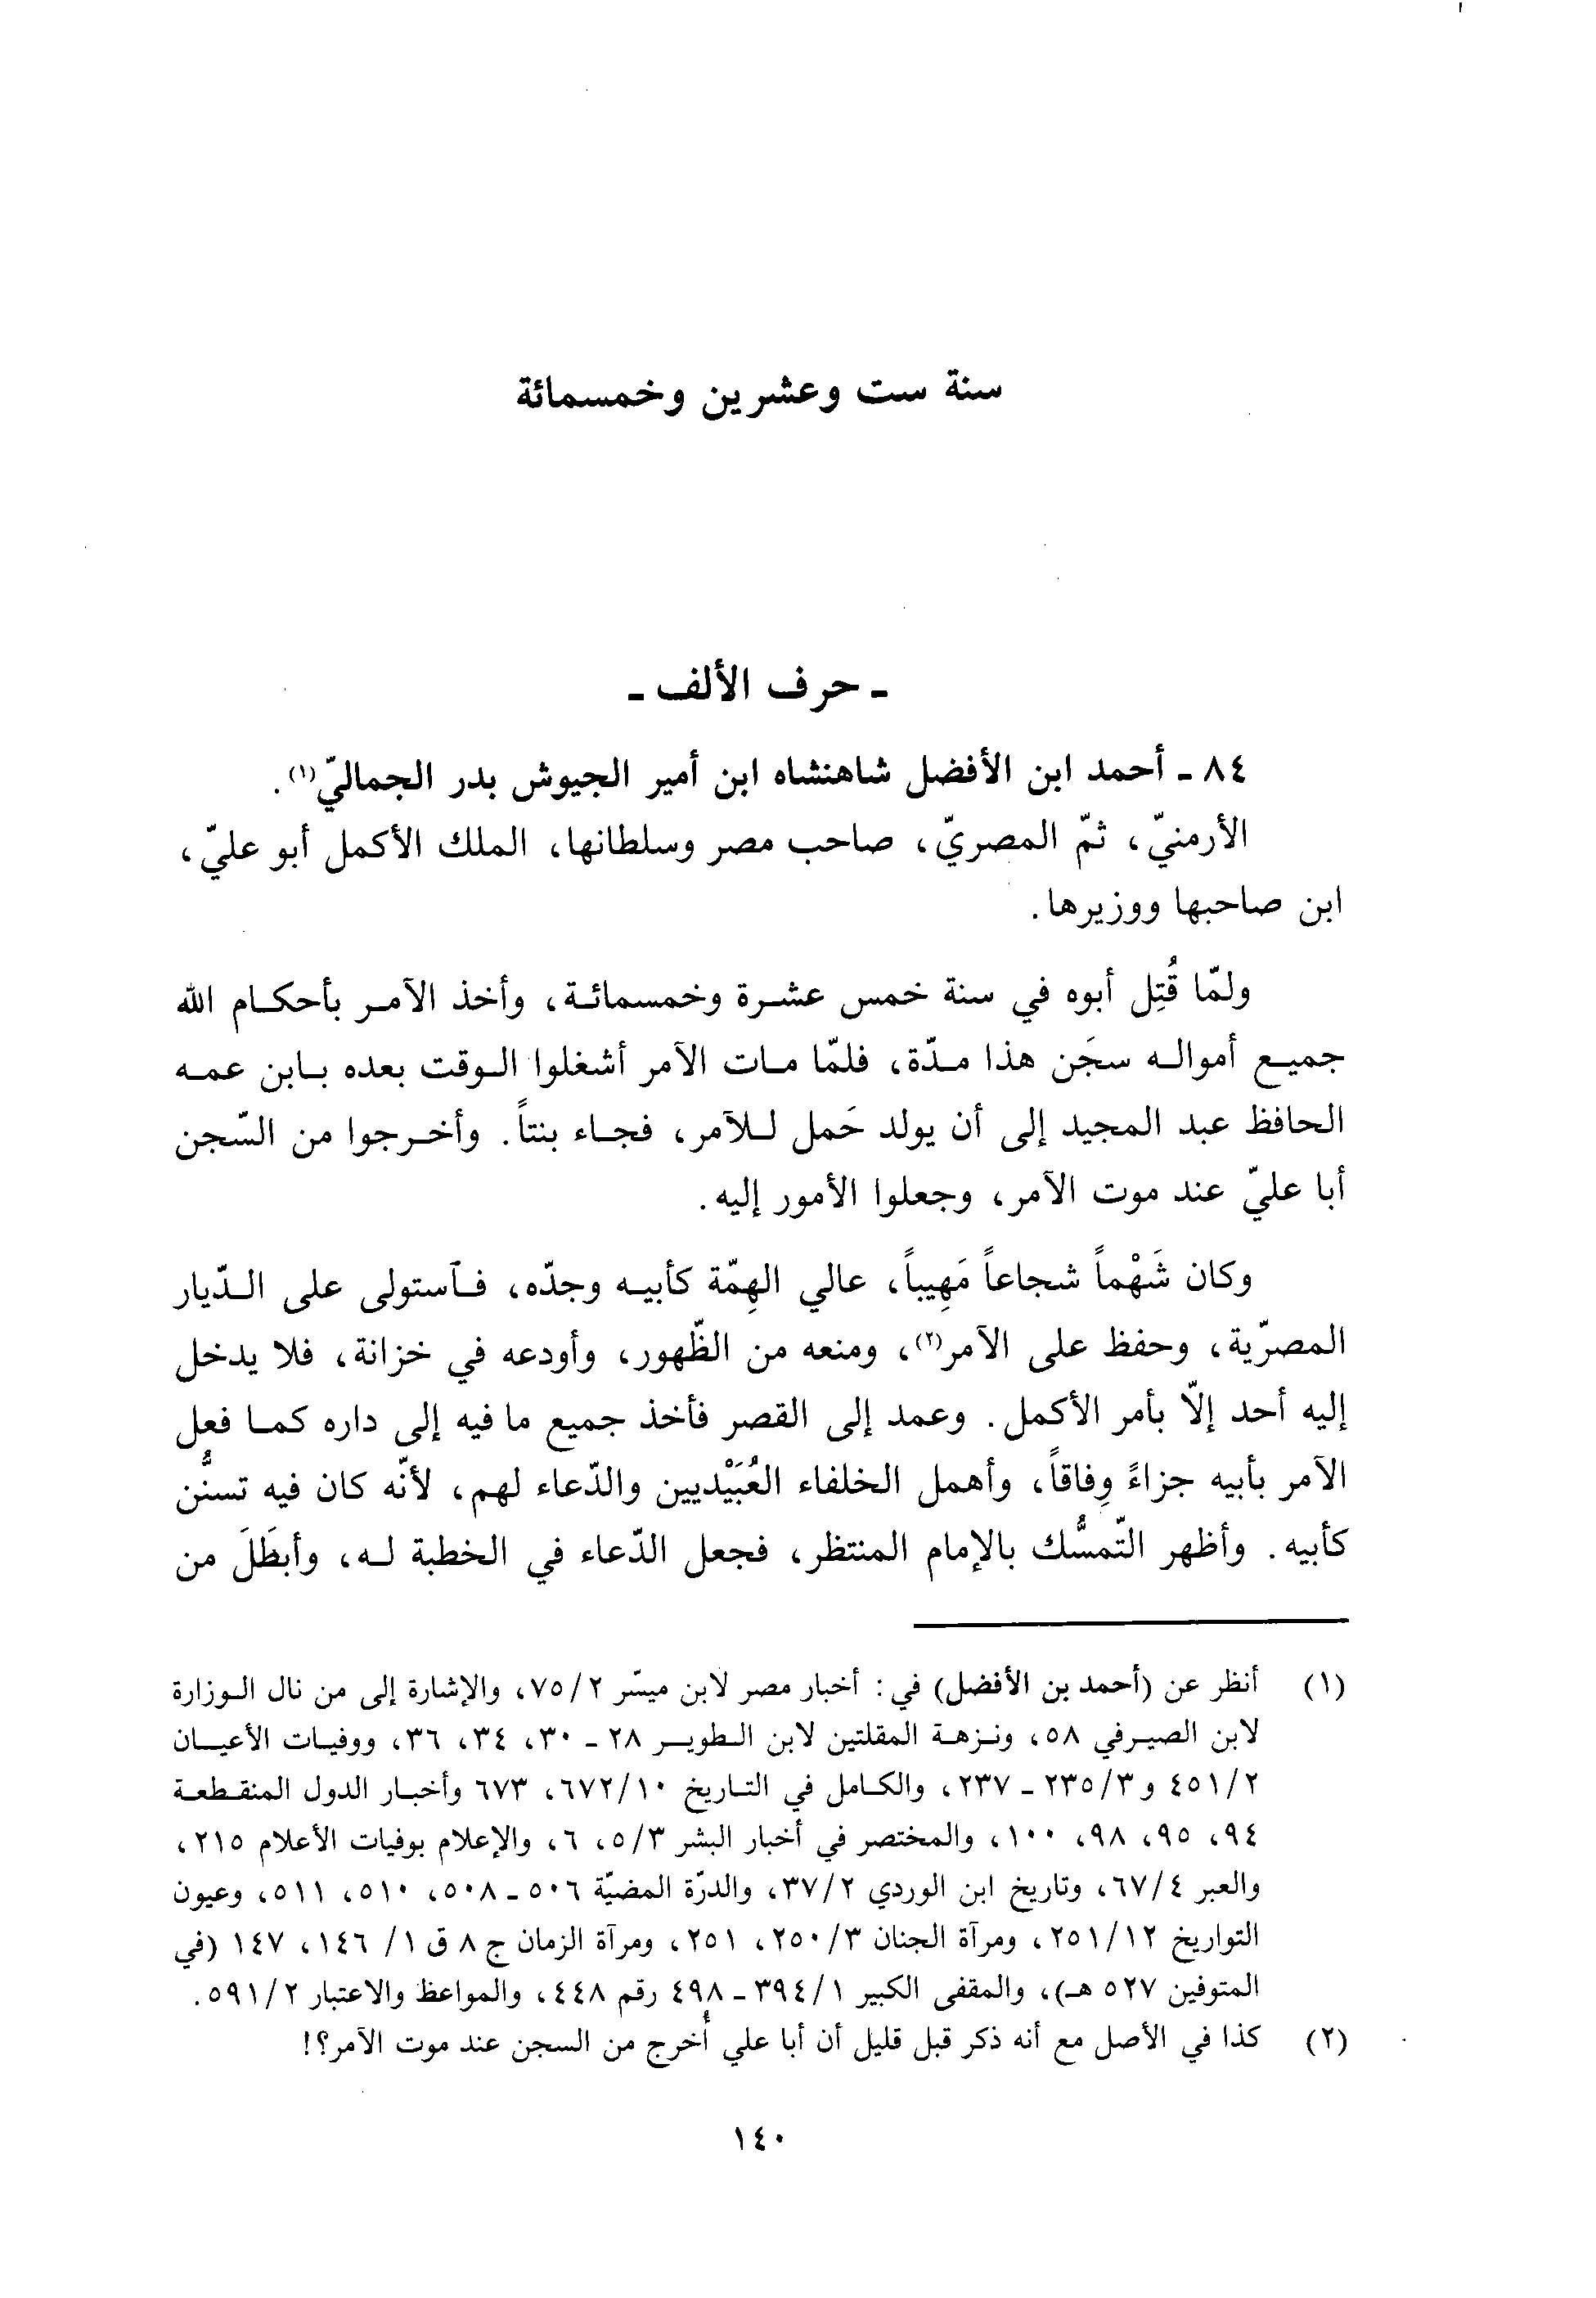 سنة ست وعشرين وخمسمائة
ـ حرف الألف ـ
٨٤ ـ أحمد ابن الأفضل شاهنشاه ابن أمير الجيوش بدر الجماليّ(١).
الأرمنيّ، ثمّ المصريّ، صاحب مصر وسلطانها، الملك الأكمل أبو عليّ،
ابن صاحبها ووزيرها.
ولمّا قُتِل أبوه في سنة خمس عشرة وخمسمائة، وأخذ الآمر بأحكام الله
جميع أمواله سجَن هذا مدّة، فلمّا مات الآمر أشغلوا الوقت بعده بابن عمه
الحافظ عبد المجيد إلى أن يولد حَمل للآمر، فجاء بنتاً. وأخرجوا من السّجن
أبا عليّ عند موت الآمر، وجعلوا الأمور إليه.
وكان شَهْماً شجاعاً مَهِيباً، عالي الهِمّة كأبيه وجدّه، فٱستولى على الدّيار
المصرّية، وحفظ على الآمر(٢)، ومنعه من الظّهور، وأودعه في خزانة، فلا يدخل
إليه أحد إلّا بأمر الأكمل. وعمد إلى القصر فأخذ جميع ما فيه إلى داره كما فعل
الآمر بأبيه جزاءً وِفاقاً، وأهمل الخلفاء العُبَيْديين والدّعاء لهم، لأنّه كان فيه تسنُّن
كأبيه. وأظهر التّمسُّك بالإمام المنتظر، فجعل الدّعاء في الخطبة له، وأبطَلَ من
(١) أنظر عن (أحمد بن الأفضل) في: أخبار مصر لابن ميسّر ٧٥/٢، والإشارة إلى من نال الوزارة
لابن الصيرفي ٥٨، ونزهة المقلتين لابن الطوير ٢٨ ـ ٣٠، ٣٤، ٣٦، ووفيات الأعيان
٤٥١/٢ و ٢٣٥/٣ ـ ٢٣٧، والكامل في التاريخ ٦٧٢/١٠، ٦٧٣ وأخبار الدول المنقطعة
٩٤، ٩٥، ٩٨، ١٠٠، والمختصر في أخبار البشر ٥/٣، ٦، والإعلام بوفيات الأعلام ٢١٥،
والعبر ٦٧/٤، وتاريخ ابن الوردي ٣٧/٢، والدرّة المضيّة ٥٠٦ ـ ٥٠٨، ٥١٠، ٥١١، وعيون
التواريخ ٢٥١/١٢، ومرآة الجنان ٢٥٠/٣، ٢٥١، ومرآة الزمان ج ٨ ق ١/ ١٤٦، ١٤٧ (في
المتوفين ٥٢٧ هـ)، والمقفى الكبير ٣٩٤/١ ـ ٤٩٨ رقم ٤٤٨، والمواعظ والاعتبار ٥٩١/٢.
(٢) كذا في الأصل مع أنه ذكر قبل قليل أن أبا علي أُخرج من السجن عند موت الآمر؟!
١٤٠